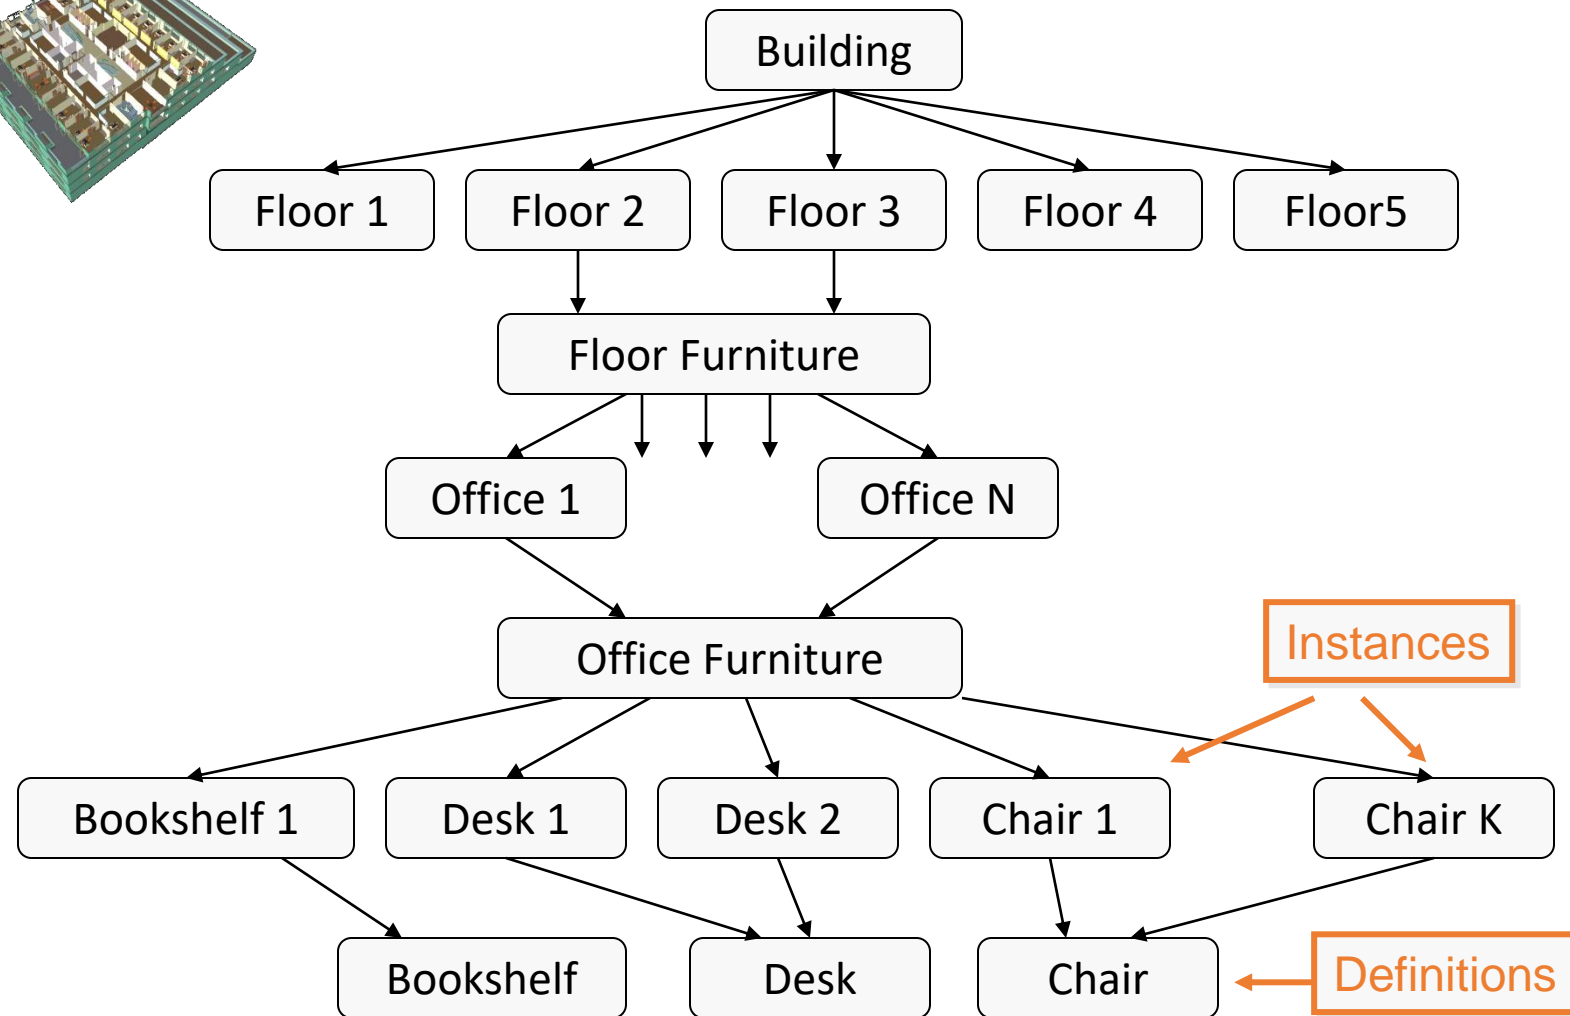 Building
Floor 1
Floor 2
Floor 3
Floor 4
Floor5
Floor Furniture
Office 1
Office N
Office Furniture
Instances
Bookshelf 1
Desk 1
Desk 2
Chair 1
Chair K
Bookshelf
Desk
Chair
Definitions